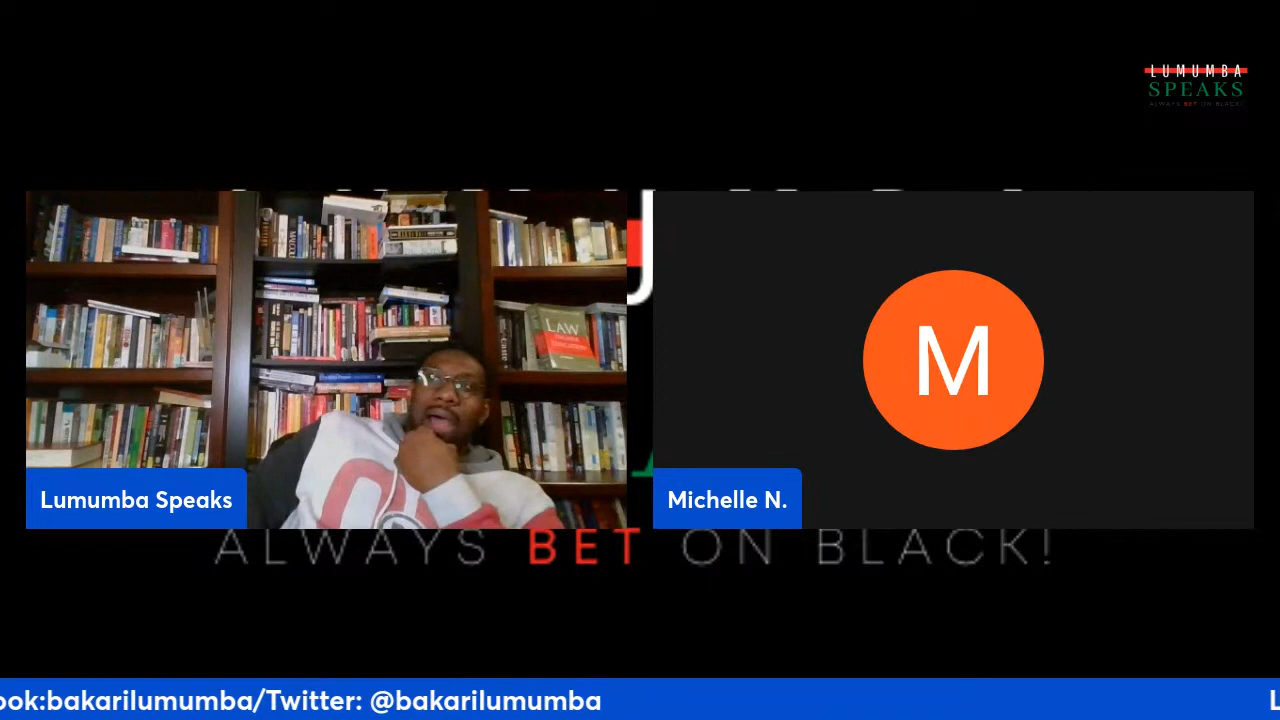 LUMUMBA
SPEAKS
ALWAYS BET ON BLACK!
LAW
M
Lumumba Speaks
Michelle N.
ALWAYS BET ON BLACK!
ook:bakarilumumba/Twitter: @bakarilumumba
L